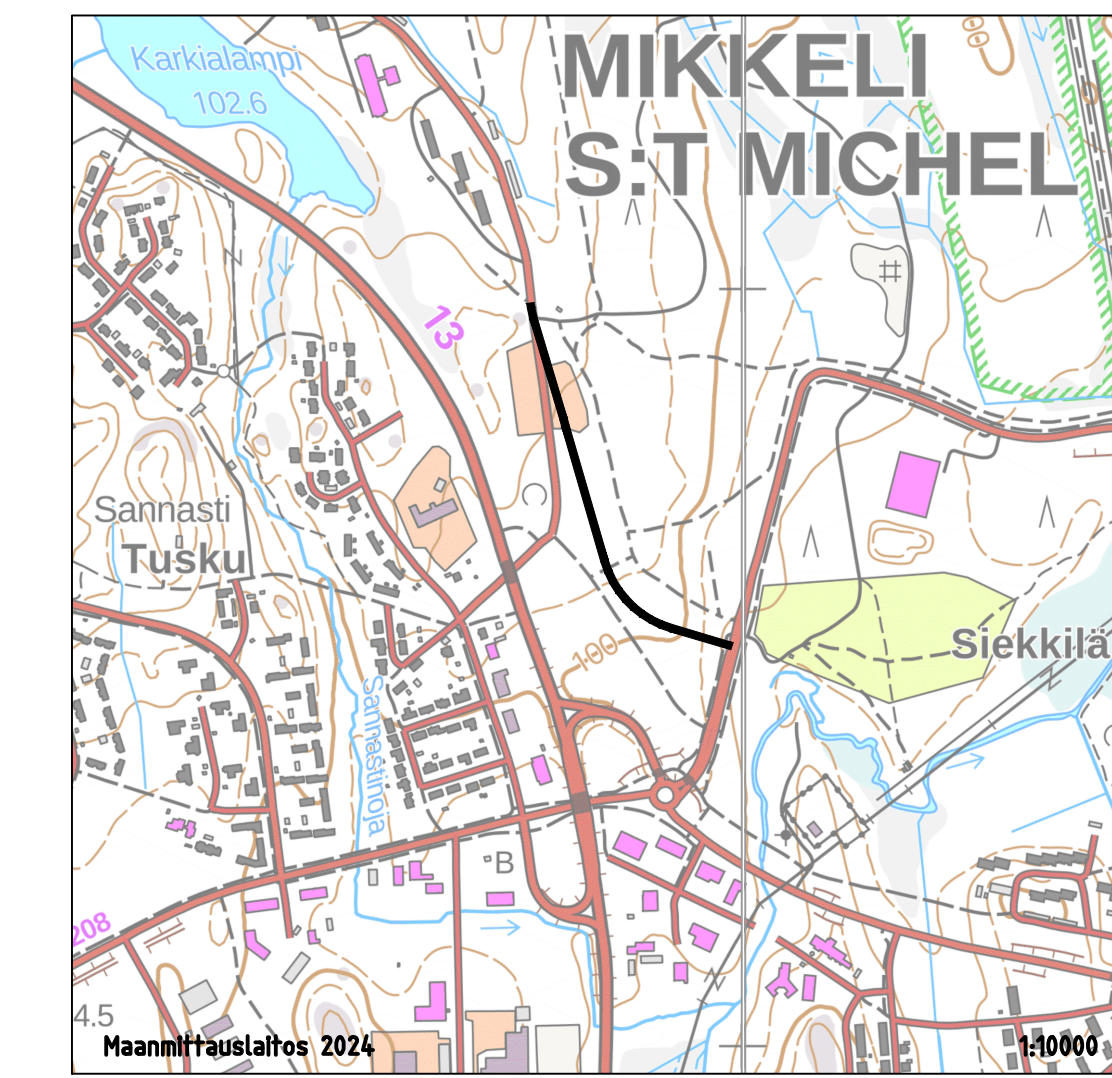 Karkialampi
102.6
MIKKELI
S:T MICHEL
13
C
Sannasti
Tusku
100
Siekkilä
Sannastinoja
B
208
4.5
Maanmittauslaitos 2024
1:10000